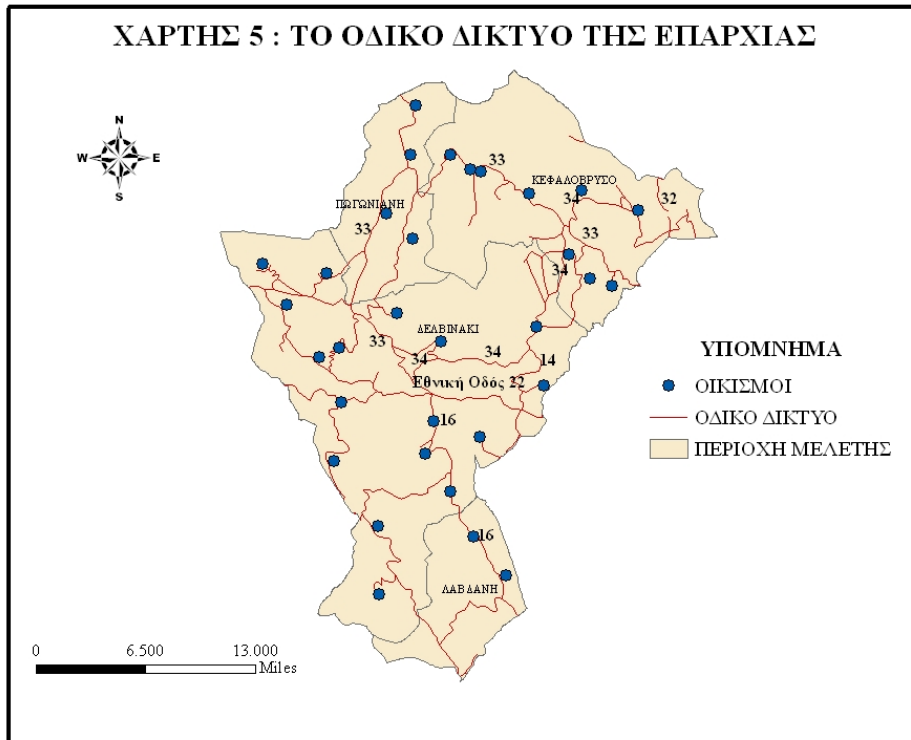 ΧΑΡΤΗΣ 5 : ΤΟ ΟΔΙΚΟ ΔΙΚΤΥΟ ΤΗΣ ΕΠΑΡΧΙΑΣ
N
W E
S
33
ΚΕΦΑΛΟΒΡΥΣΟ
34
32
ΠΩΓΩΝΙΑΝΗ
33
33
34
ΔΕΛΒΙΝΑΚΙ
33
34
34
14
Εθνική Οδός 22
16
16
ΛΑΒΔΑΝΗ
ΥΠΟΜΝΗΜΑ
ΟΙΚΙΣΜΟΙ
ΟΔΙΚΟ ΔΙΚΤΥΟ
ΠΕΡΙΟΧΗ ΜΕΛΕΤΗΣ
0 6.500 13.000
Miles